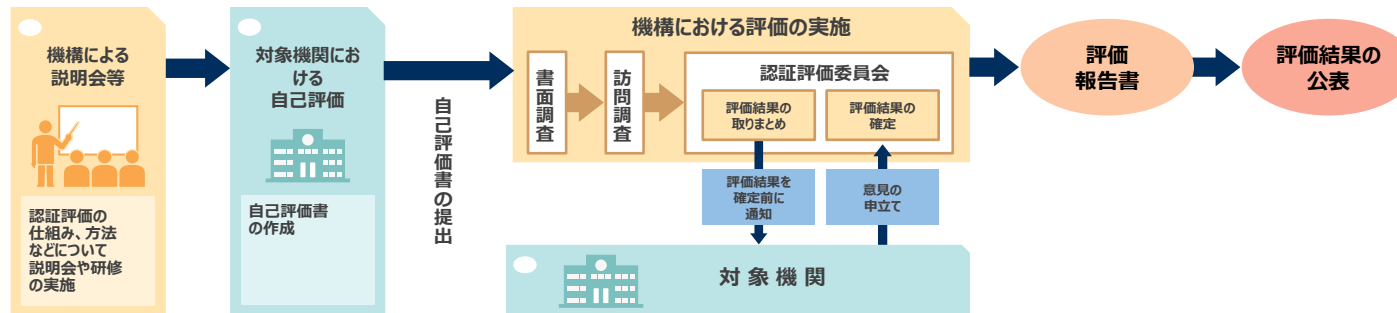 機構による
説明会等
認証評価の
仕組み、方法
などについて
説明会や研修
の実施
対象機関にお
ける
自己評価
自己評価書
の作成
自己評価書の提出
機構における評価の実施
書面調査
訪問調査
認証評価委員会
評価結果の
取りまとめ
評価結果の
確定
評価結果を
確定前に
通知
意見の
申立て
対象機関
評価
報告書
評価結果の
公表